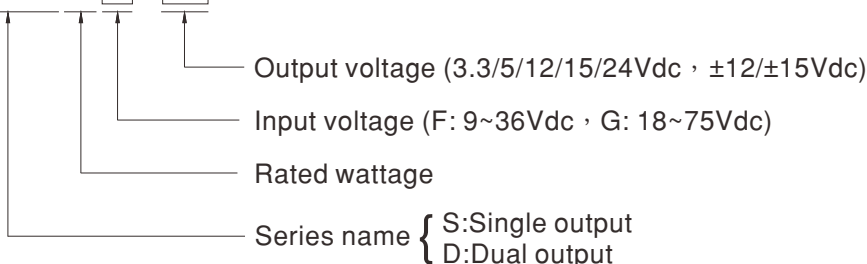 Output voltage (3.3/5/12/15/24Vdc，±12/±15Vdc)
Input voltage (F: 9~36Vdc，G: 18~75Vdc)
Rated wattage
Series name { S:Single output
D:Dual output